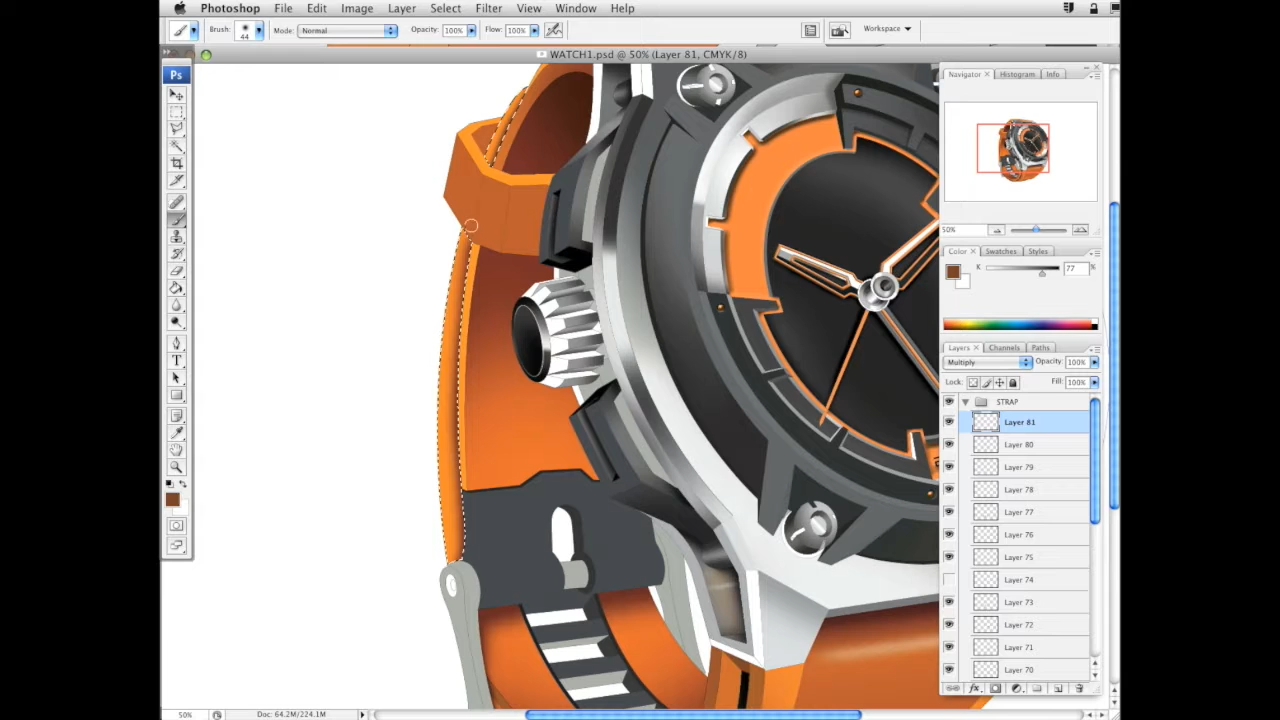 Photoshop File Edit Image Layer Select Filter View Window Help
Brush: 44 Mode: Normal Opacity: 100% Flow: 100% Workspace
WATCH1.psd @ 50% (Layer 81, CMYK/8)
Ps
Navigator × Histogram Info
50%
Color × Swatches Styles
K 77 %
Layers × Channels Paths
Multiply Opacity: 100%
Lock: Fill: 100%
STRAP
Layer 81
Layer 80
Layer 79
Layer 78
Layer 77
Layer 76
Layer 75
Layer 74
Layer 73
Layer 72
Layer 71
Layer 70
50% Doc: 64.2M/224.1M